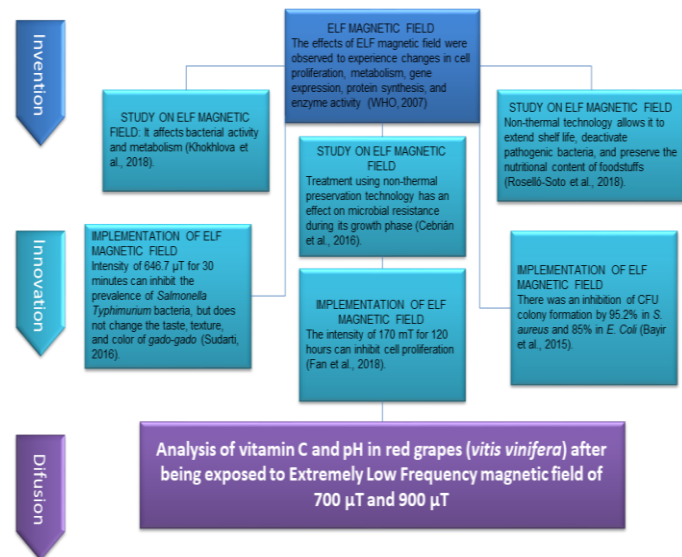 Invention
ELF MAGNETIC FIELD
The effects of ELF magnetic field were
observed to experience changes in cell
proliferation, metabolism, gene
expression, protein synthesis, and
enzyme activity (WHO, 2007)
STUDY ON ELF MAGNETIC
FIELD: It affects bacterial activity
and metabolism (Khokhlova et
al., 2018).
STUDY ON ELF MAGNETIC
FIELD
Treatment using non-thermal
preservation technology has an
effect on microbial resistance
during its growth phase (Cebrián
et al., 2016).
STUDY ON ELF MAGNETIC FIELD
Non-thermal technology allows it to
extend shelf life, deactivate
pathogenic bacteria, and preserve the
nutritional content of foodstuffs
(Roselló-Soto et al., 2018).
Innovation
IMPLEMENTATION OF ELF
MAGNETIC FIELD
Intensity of 646.7 µT for 30
minutes can inhibit the
prevalence of Salmonella
Typhimurium bacteria, but does
not change the taste, texture,
and color of gado-gado (Sudarti,
2016).
IMPLEMENTATION OF ELF
MAGNETIC FIELD
The intensity of 170 mT for 120
hours can inhibit cell proliferation
(Fan et al., 2018).
IMPLEMENTATION OF ELF
MAGNETIC FIELD
There was an inhibition of CFU
colony formation by 95.2% in S.
aureus and 85% in E. Coli (Bayir
et al., 2015).
Difusion
Analysis of vitamin C and pH in red grapes (vitis vinifera) after
being exposed to Extremely Low Frequency magnetic field of
700 µT and 900 µT